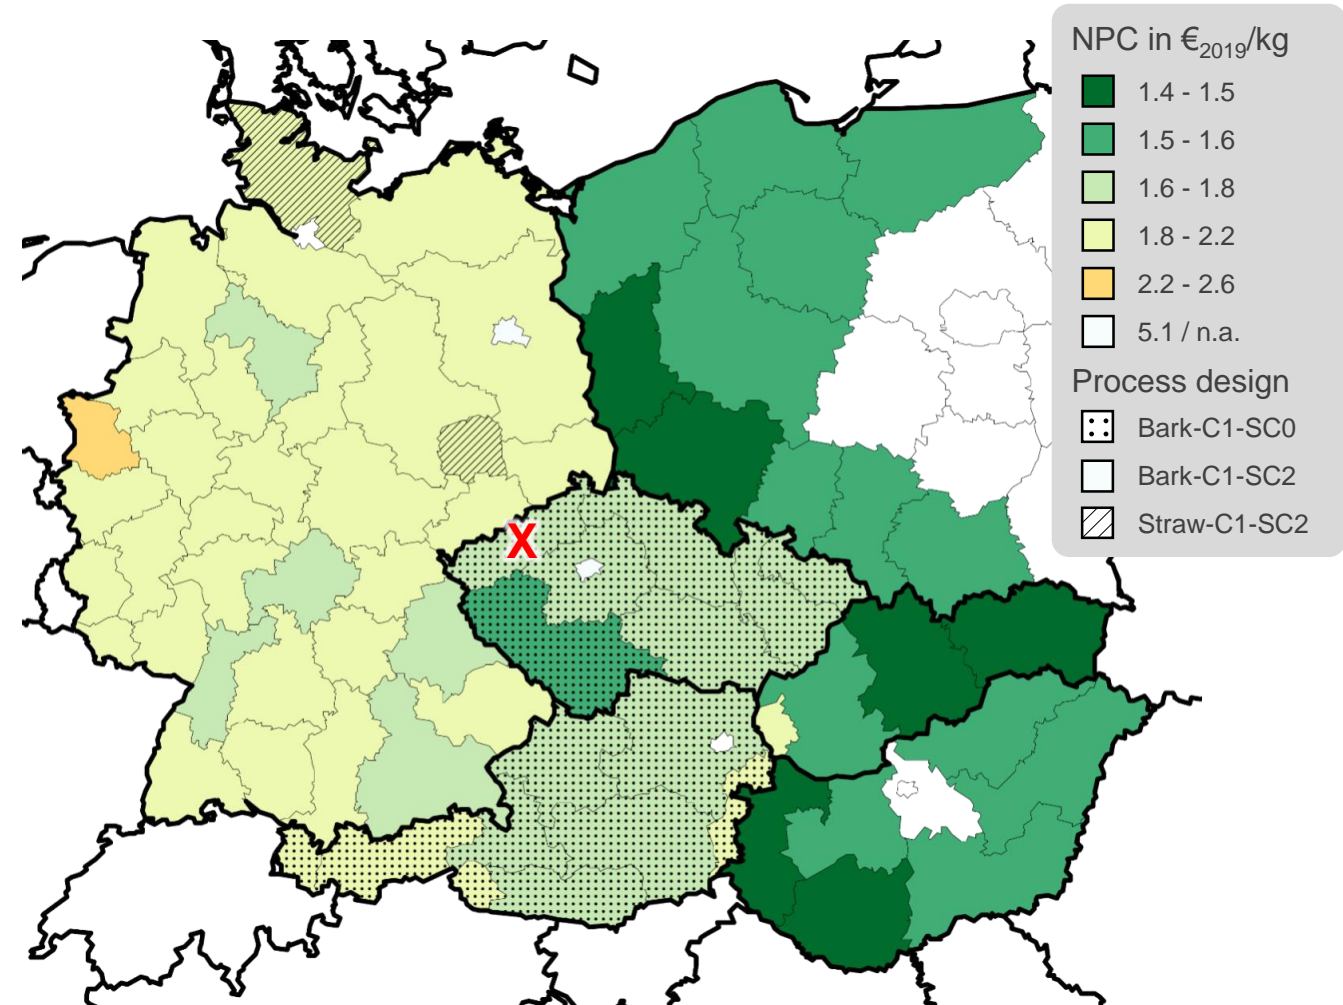 NPC in €2019/kg
1.4 - 1.5
1.5 - 1.6
1.6 - 1.8
1.8 - 2.2
2.2 - 2.6
5.1 / n.a.
Process design
Bark-C1-SC0
Bark-C1-SC2
Straw-C1-SC2
X